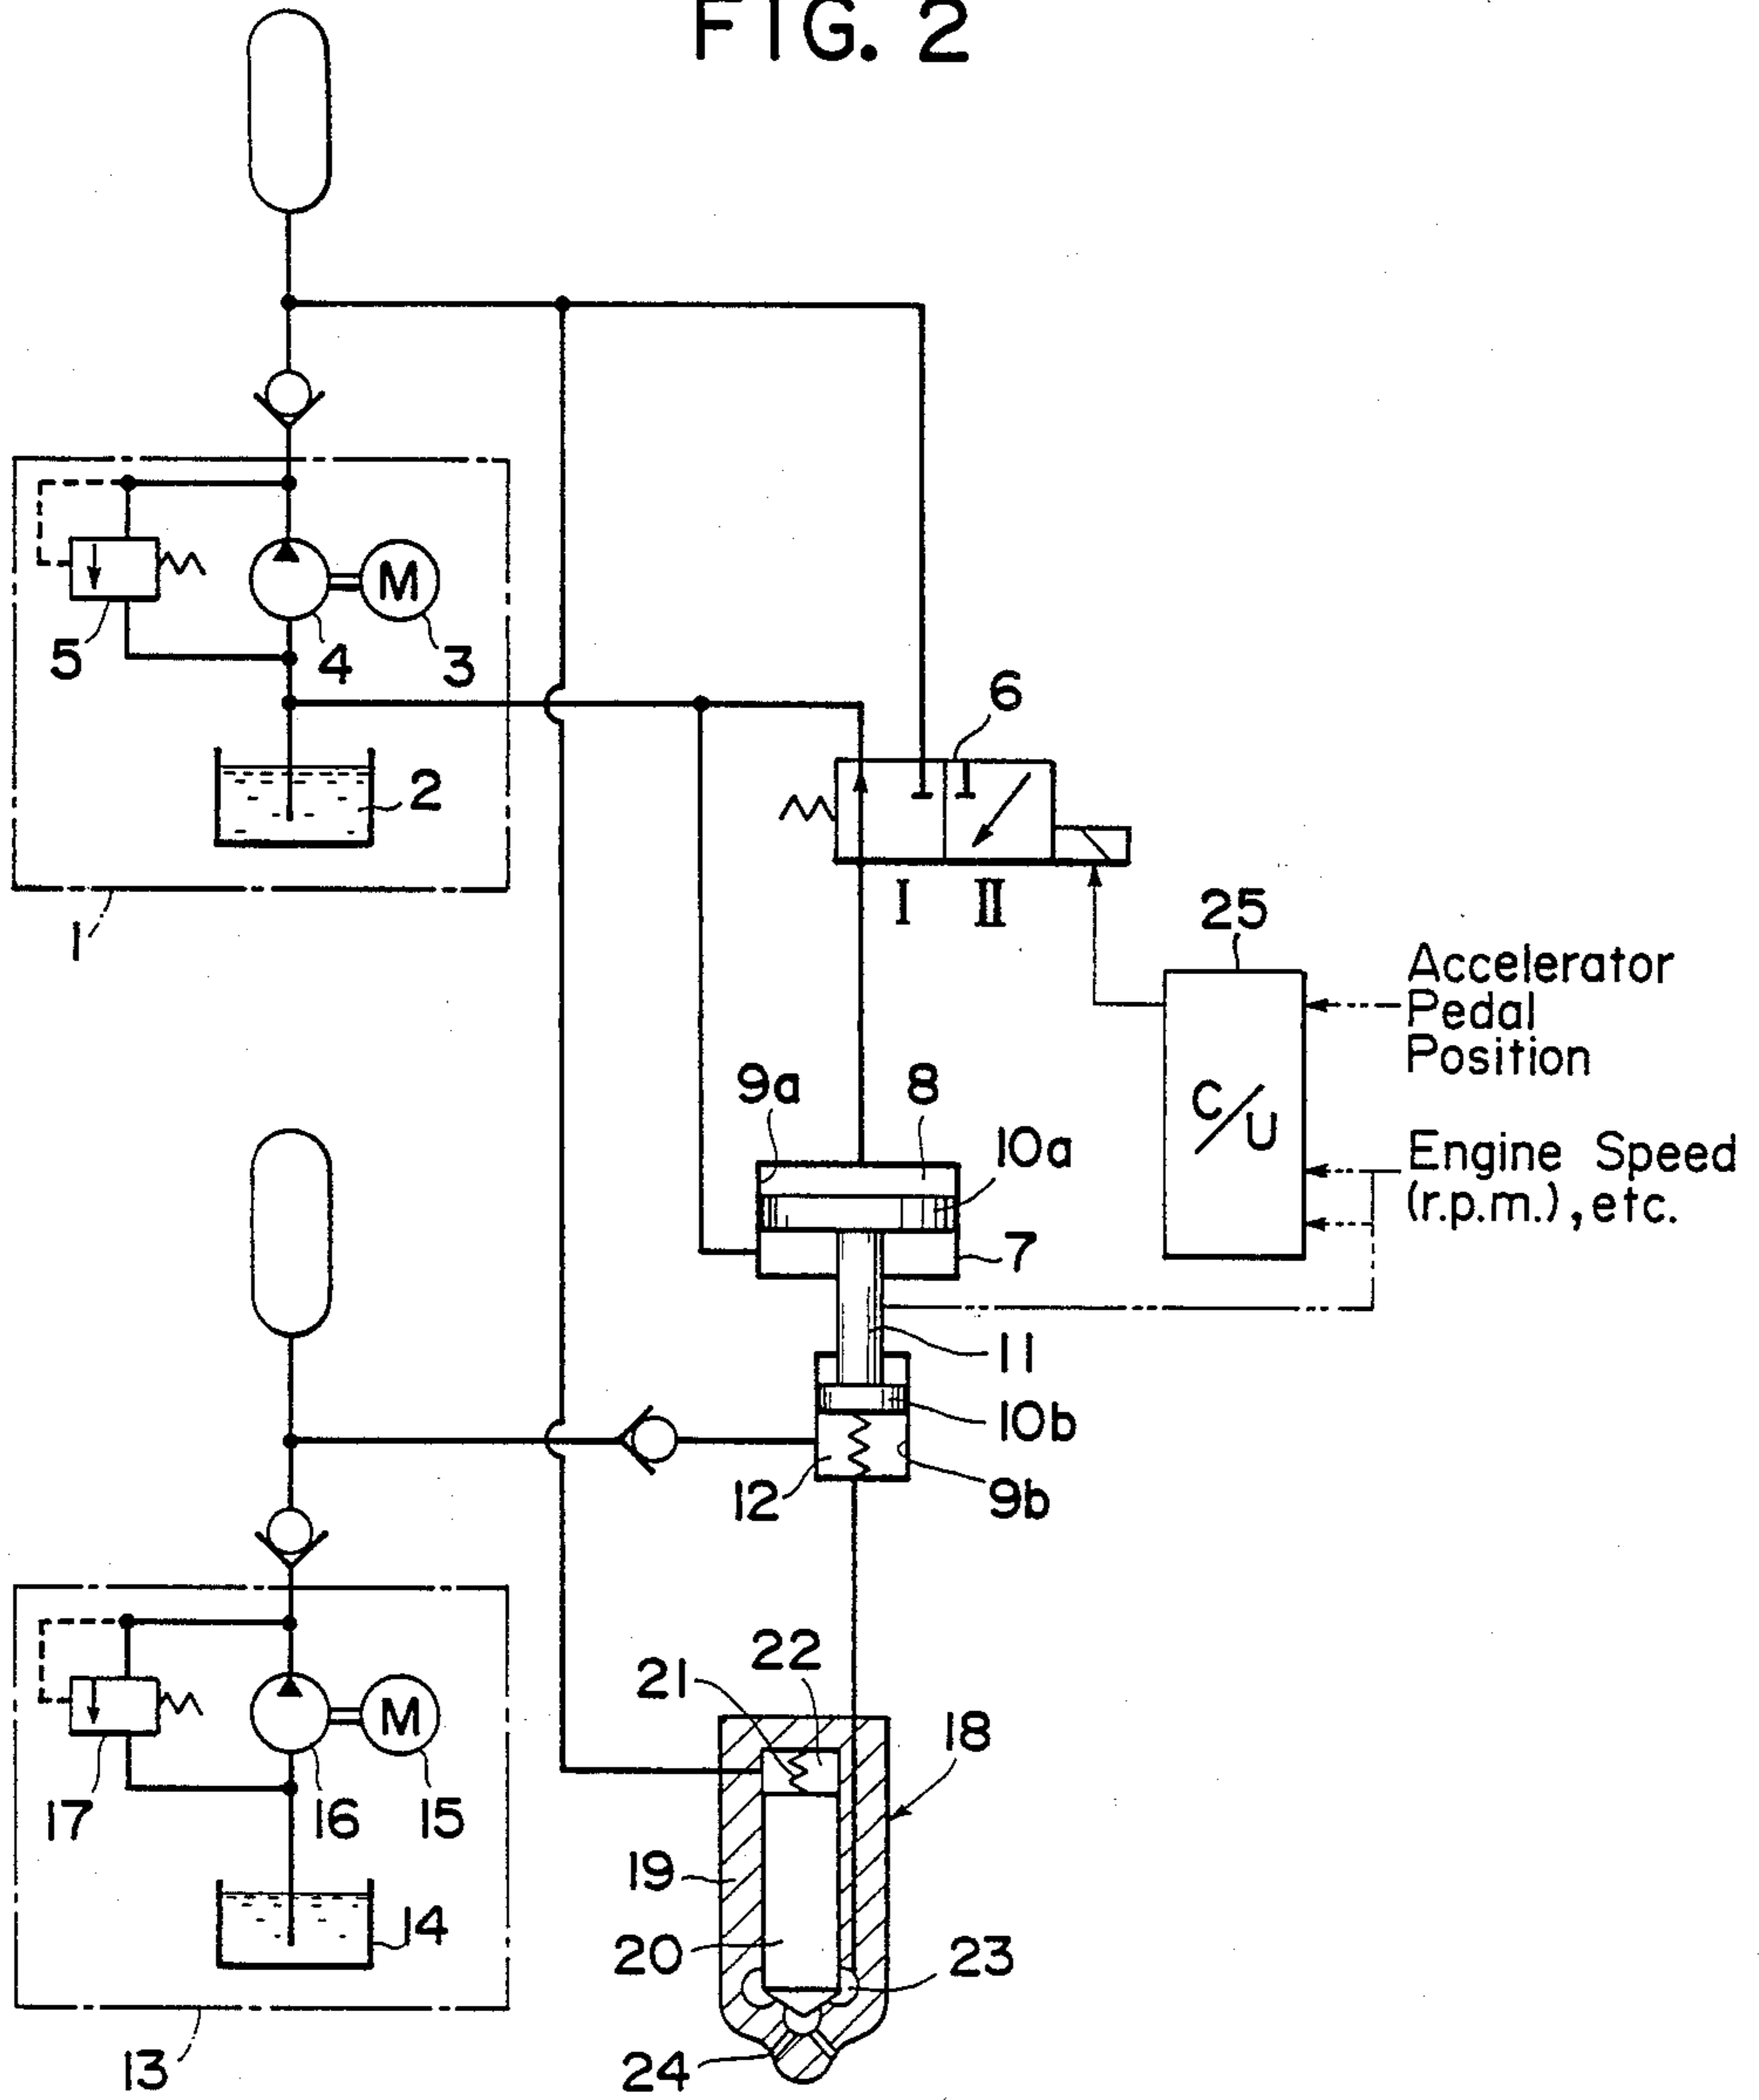 FIG. 2
M
5
4
3
6
2
I
II
1
25
Accelerator
Pedal
Position
9a
8
C/U
10a
Engine Speed
(r.p.m.), etc.
7
11
10b
12
9b
22
21
M
18
17
16
15
19
14
20
23
13
24